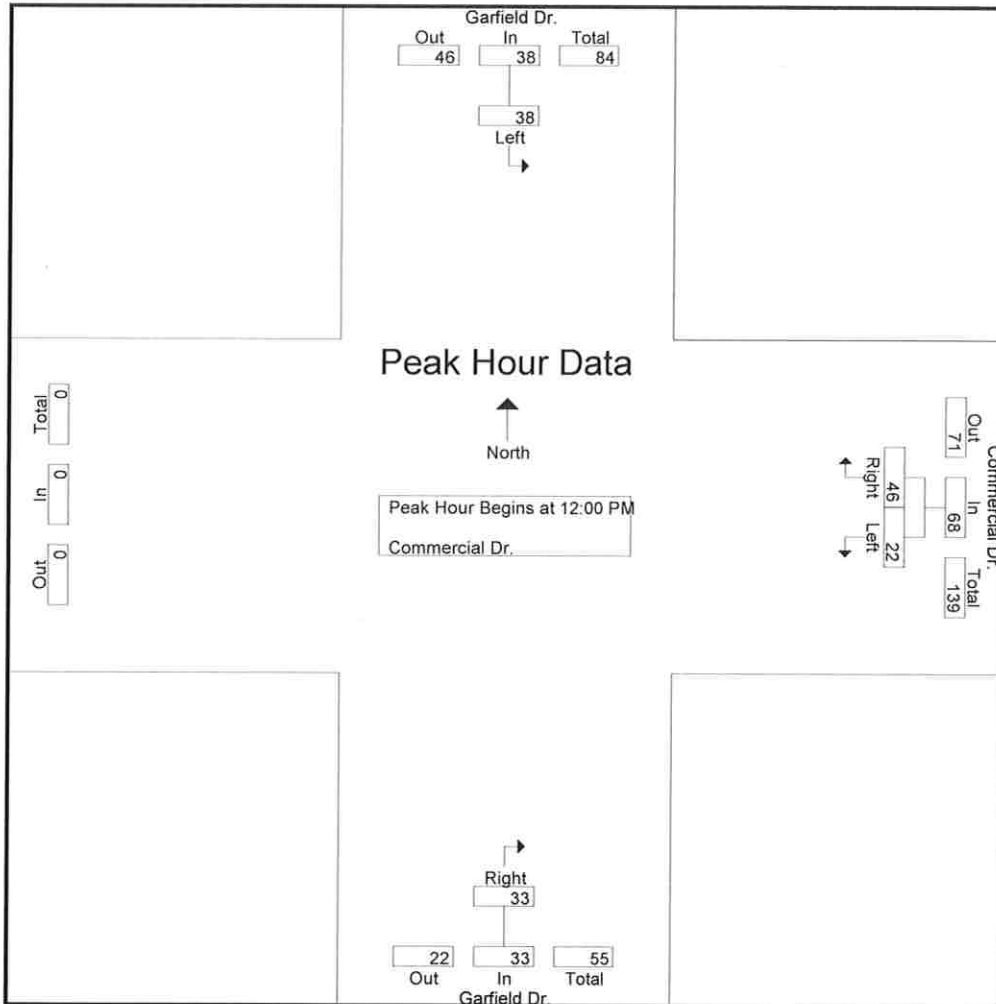 Garfield Dr.
Out In Total
46 38 84
38
Left
Peak Hour Data
North
Peak Hour Begins at 12:00 PM
Commercial Dr.
Total
0
In
0
Out
0
Commercial Dr.
Out In Total
71 68 139
Right Left
46 22
Right
33
22 33 55
Out In Total
Garfield Dr.